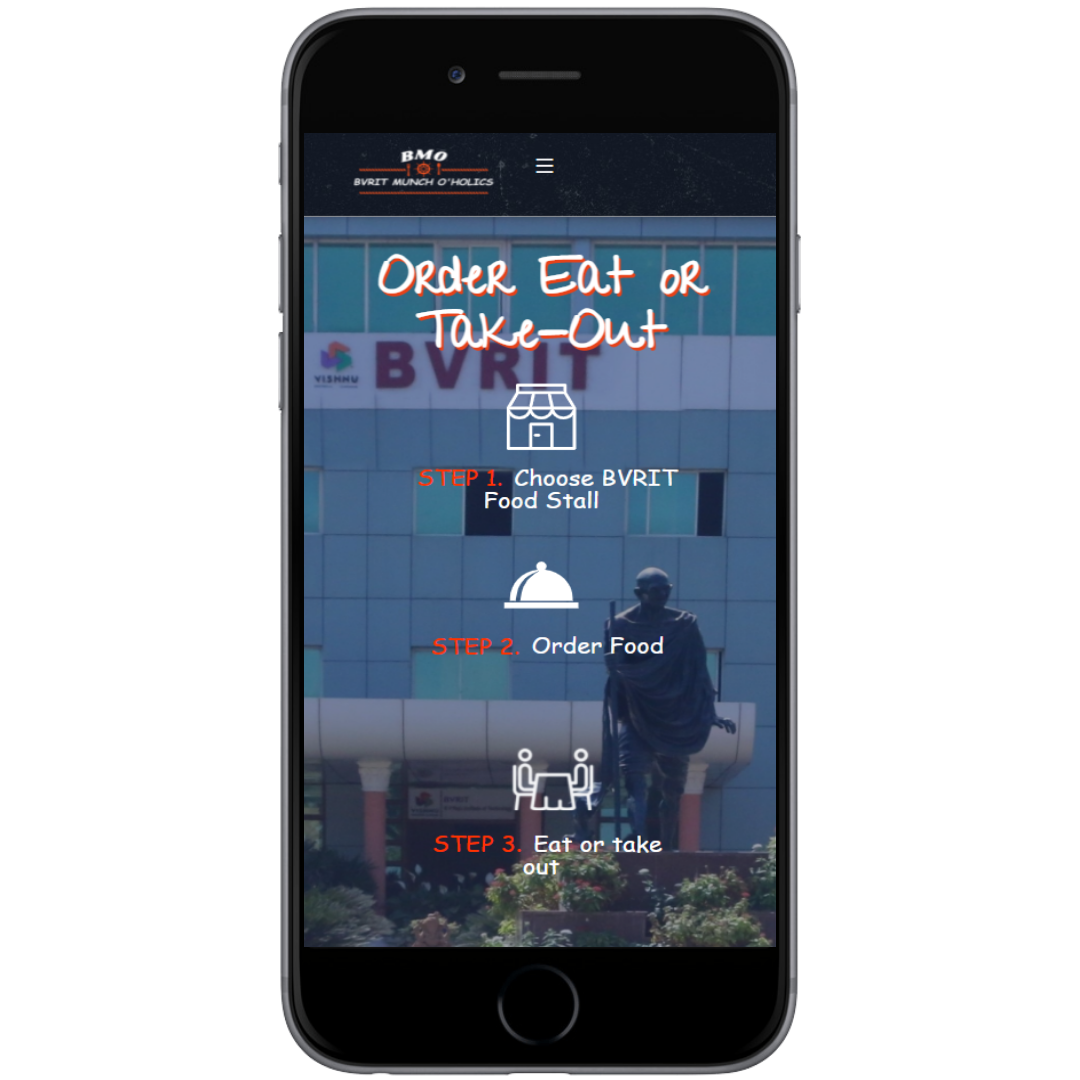 BMO
BVRIT MUNCH O'HOLICS
Order Eat or
Take-Out
VISHNU
BVRIT
STEP 1. Choose BVRIT
Food Stall
STEP 2. Order Food
STEP 3. Eat or take
out
BVRIT